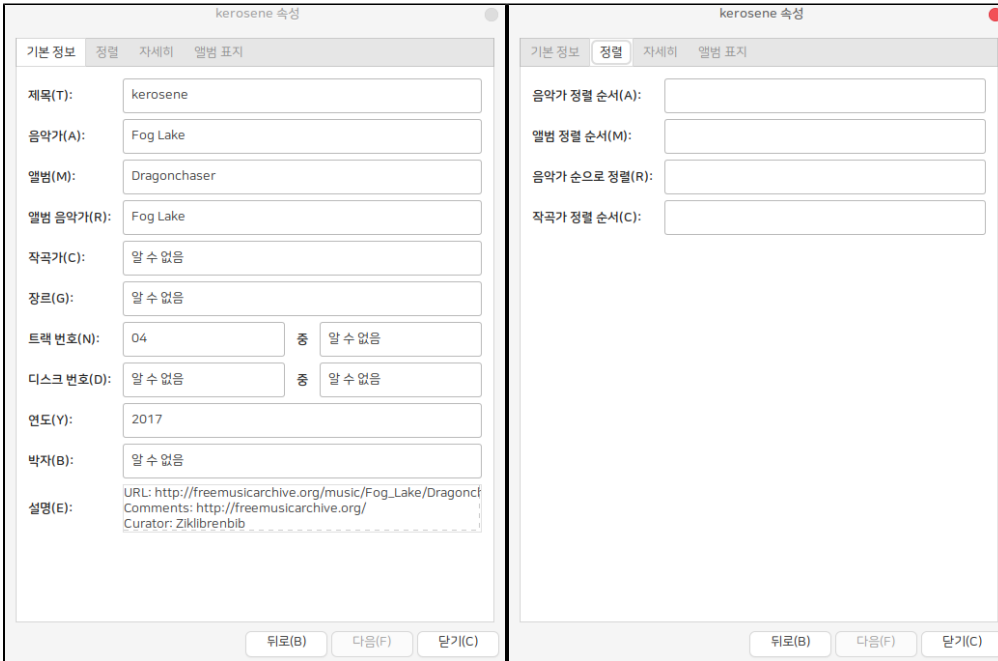 kerosene 속성
기본 정보 정렬 자세히 앨범 표지
제목(T): kerosene
음악가(A): Fog Lake
앨범(M): Dragonchaser
앨범 음악가(R): Fog Lake
작곡가(C): 알 수 없음
장르(G): 알 수 없음
트랙 번호(N): 04 중 알 수 없음
디스크 번호(D): 알 수 없음 중 알 수 없음
연도(Y): 2017
박자(B): 알 수 없음
설명(E):
URL: http://freemusicarchive.org/music/Fog_Lake/Dragonch
Comments: http://freemusicarchive.org/
Curator: Ziklibrenbib
뒤로(B) 다음(F) 닫기(C)
kerosene 속성
기본 정보 정렬 자세히 앨범 표지
음악가 정렬 순서(A):
앨범 정렬 순서(M):
음악가 순으로 정렬(R):
작곡가 정렬 순서(C):
뒤로(B) 다음(F) 닫기(C)